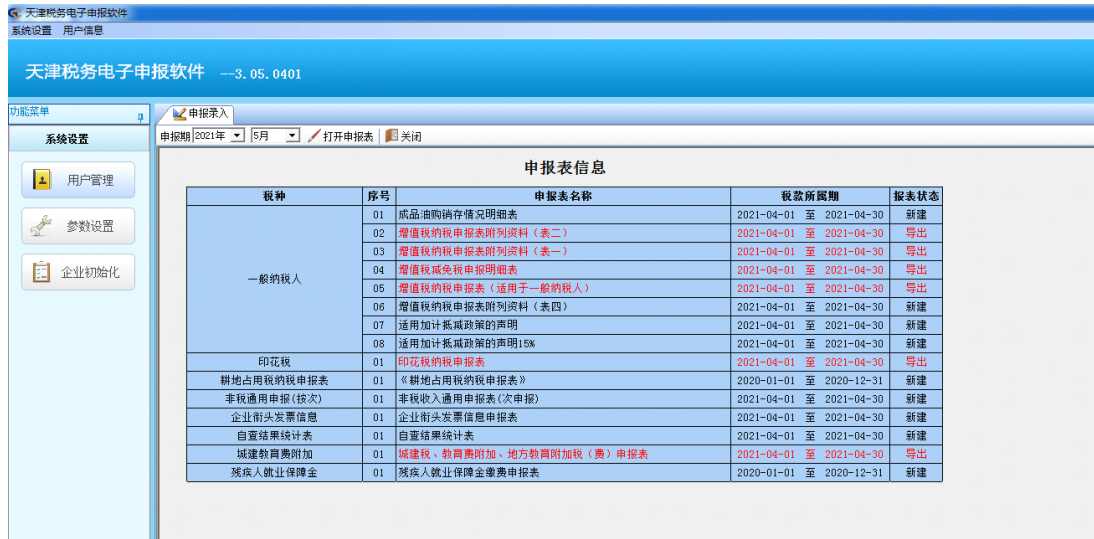 天津税务电子申报软件
系统设置 用户信息
天津税务电子申报软件 --3.05.0401
功能菜单
申报录入
系统设置
申报期 2021年 5月 打开申报表 关闭
用户管理
参数设置
企业初始化
申报表信息
税种 序号 申报表名称 税款所属期 报表状态
一般纳税人
01 成品油购销存情况明细表 2021-04-01 至 2021-04-30 新建
02 增值税纳税申报表附列资料（表二） 2021-04-01 至 2021-04-30 导出
03 增值税纳税申报表附列资料（表一） 2021-04-01 至 2021-04-30 导出
04 增值税减免税申报明细表 2021-04-01 至 2021-04-30 导出
05 增值税纳税申报表（适用于一般纳税人） 2021-04-01 至 2021-04-30 导出
06 增值税纳税申报表附列资料（表四） 2021-04-01 至 2021-04-30 新建
07 适用加计抵减政策的声明 2021-04-01 至 2021-04-30 新建
08 适用加计抵减政策的声明15% 2021-04-01 至 2021-04-30 新建
印花税 01 印花税纳税申报表 2021-04-01 至 2021-04-30 导出
耕地占用税纳税申报表 01 《耕地占用税纳税申报表》 2020-01-01 至 2020-12-31 新建
非税通用申报(按次) 01 非税收入通用申报表(次申报) 2021-04-01 至 2021-04-30 新建
企业衔头发票信息 01 企业衔头发票信息申报表 2021-04-01 至 2021-04-30 新建
自查结果统计表 01 自查结果统计表 2021-04-01 至 2021-04-30 新建
城建教育费附加 01 城建税、教育费附加、地方教育附加税（费）申报表 2021-04-01 至 2021-04-30 导出
残疾人就业保障金 01 残疾人就业保障金缴费申报表 2020-01-01 至 2020-12-31 新建